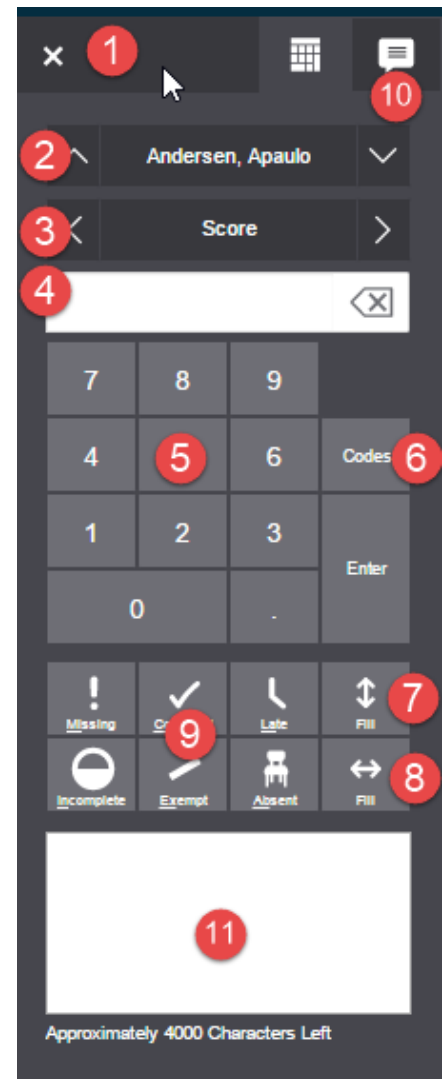 1
10
2 Andersen, Apaulo
3 Score
4
7 8 9
4 5 6 Codes 6
1 2 3
Enter
0 .
Missing Late Fill 7
9
Incomplete Exempt Absent Fill 8
11
Approximately 4000 Characters Left